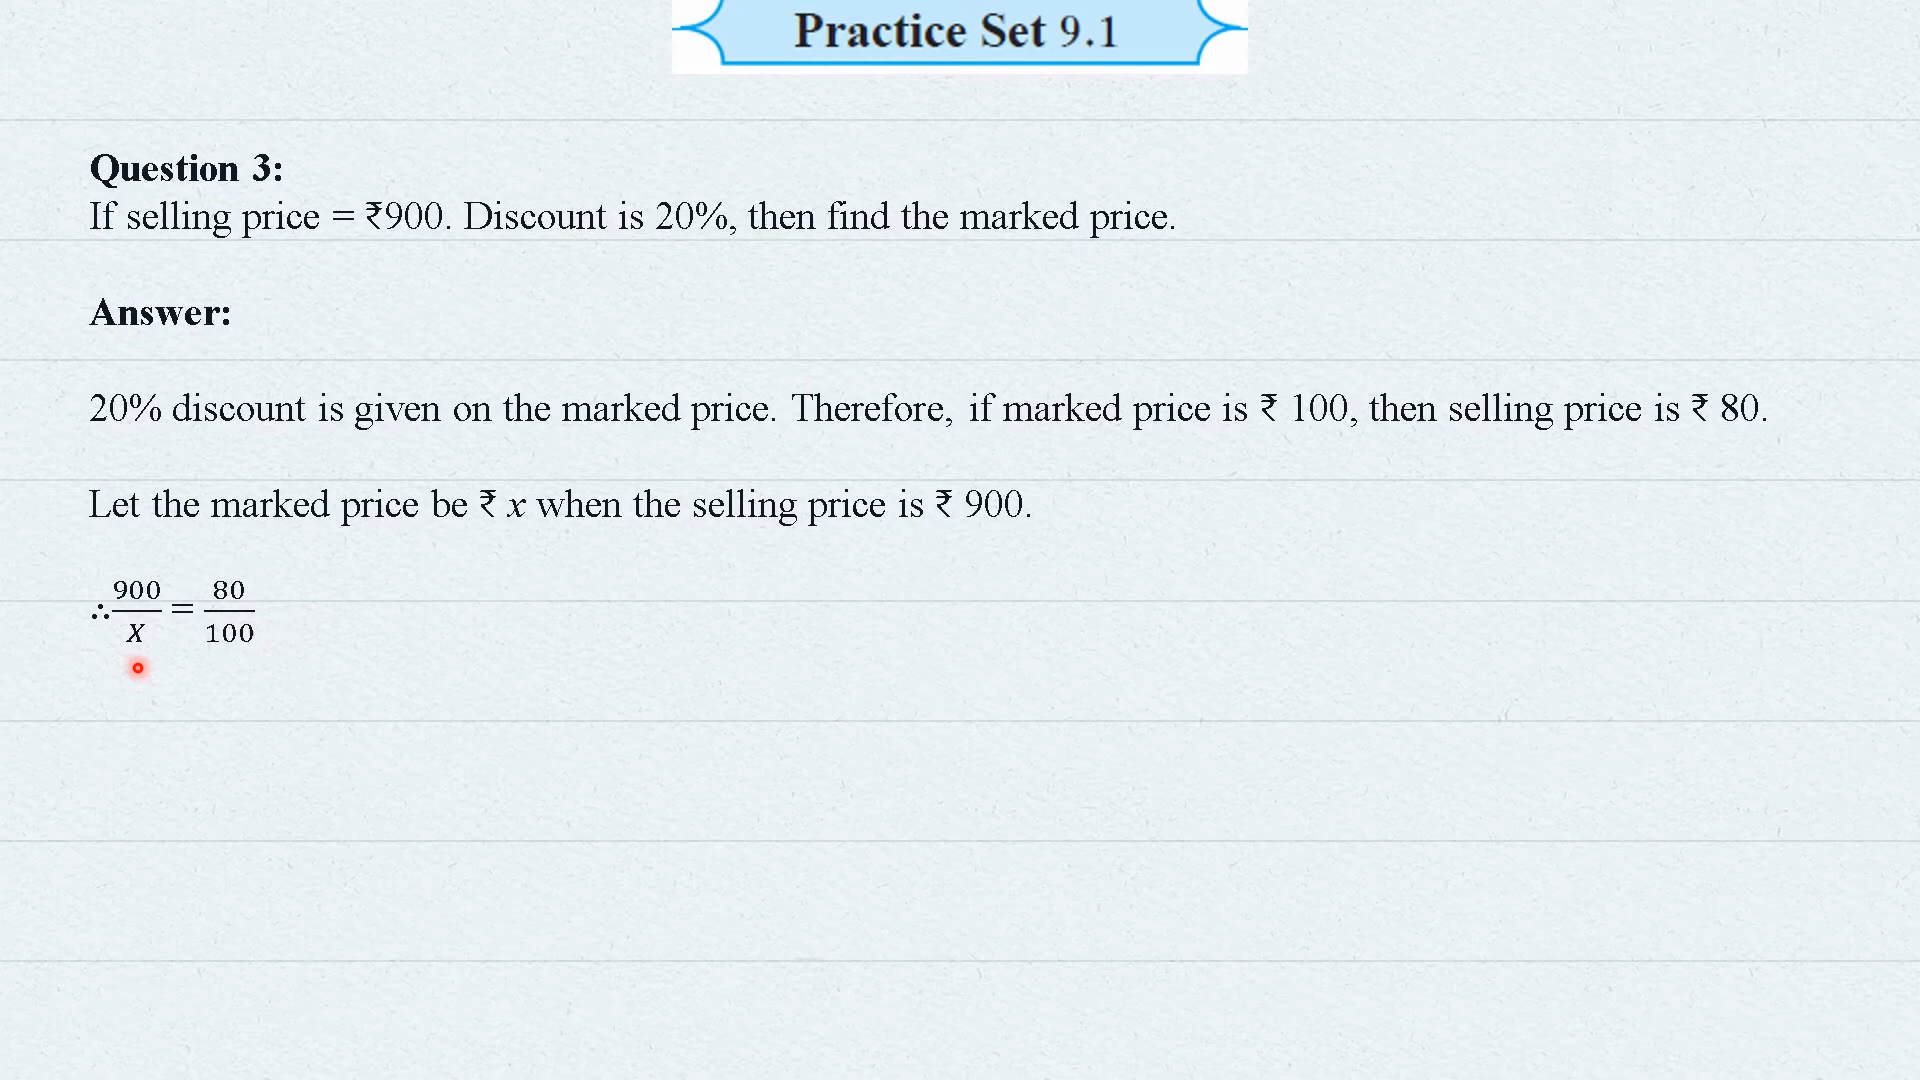 Practice Set 9.1
Question 3:
If selling price = ₹900. Discount is 20%, then find the marked price.
Answer:
20% discount is given on the marked price. Therefore, if marked price is ₹ 100, then selling price is ₹ 80.
Let the marked price be ₹ x when the selling price is ₹ 900.
∴ 900/X = 80/100